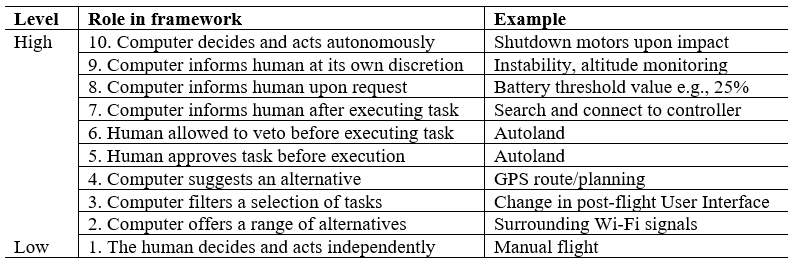 Level Role in framework Example
High 10. Computer decides and acts autonomously Shutdown motors upon impact
9. Computer informs human at its own discretion Instability, altitude monitoring
8. Computer informs human upon request Battery threshold value e.g., 25%
7. Computer informs human after executing task Search and connect to controller
6. Human allowed to veto before executing task Autoland
5. Human approves task before execution Autoland
4. Computer suggests an alternative GPS route/planning
3. Computer filters a selection of tasks Change in post-flight User Interface
2. Computer offers a range of alternatives Surrounding Wi-Fi signals
Low 1. The human decides and acts independently Manual flight